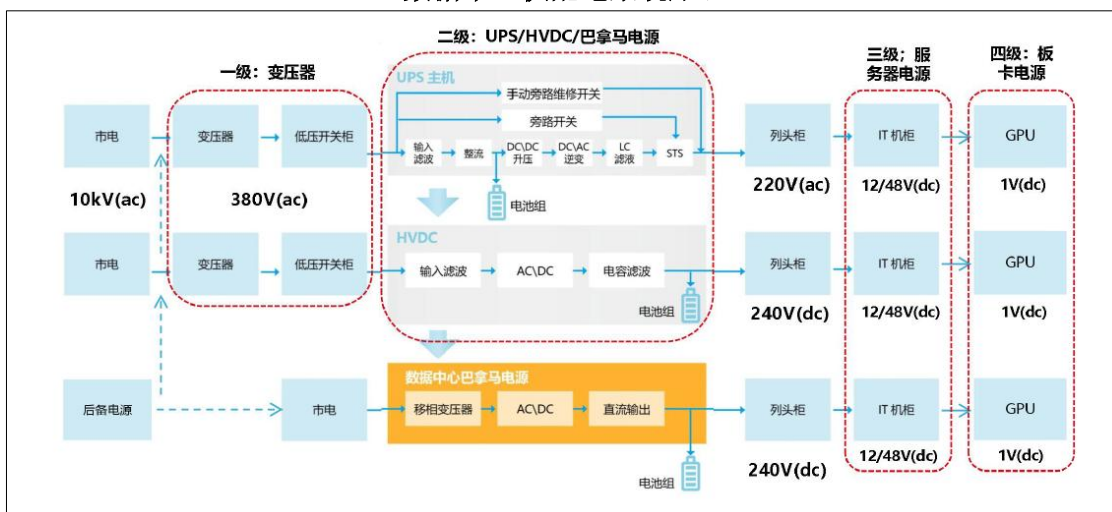 二级：UPS/HVDC/巴拿马电源
一级：变压器
三级；服
务器电源
四级：板
卡电源
UPS 主机
手动旁路维修开关
旁路开关
市电
变压器
低压开关柜
输入
滤波
整流
DC\DC
升压
DC\AC
逆变
LC
滤液
STS
列头柜
IT 机柜
GPU
10kV(ac)
380V(ac)
电池组
220V(ac)
12/48V(dc)
1V(dc)
HVDC
市电
变压器
低压开关柜
输入滤波
AC\DC
电容滤波
列头柜
IT 机柜
GPU
电池组
240V(dc)
12/48V(dc)
1V(dc)
数据中心巴拿马电源
后备电源
市电
移相变压器
AC\DC
直流输出
列头柜
IT 机柜
GPU
电池组
240V(dc)
12/48V(dc)
1V(dc)